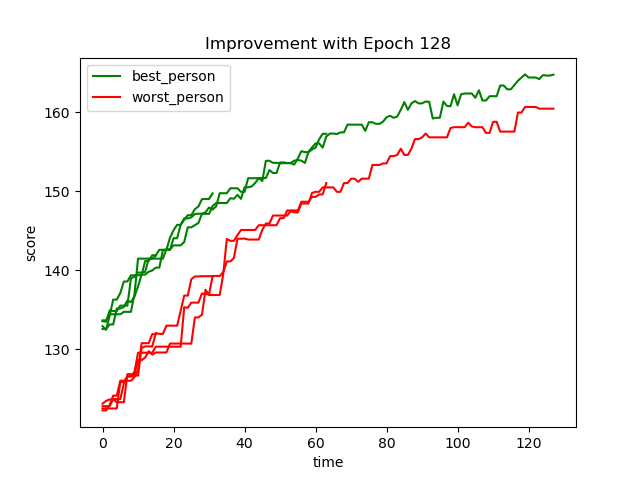 Improvement with Epoch 128
best_person
worst_person
score
160
150
140
130
0 20 40 60 80 100 120
time